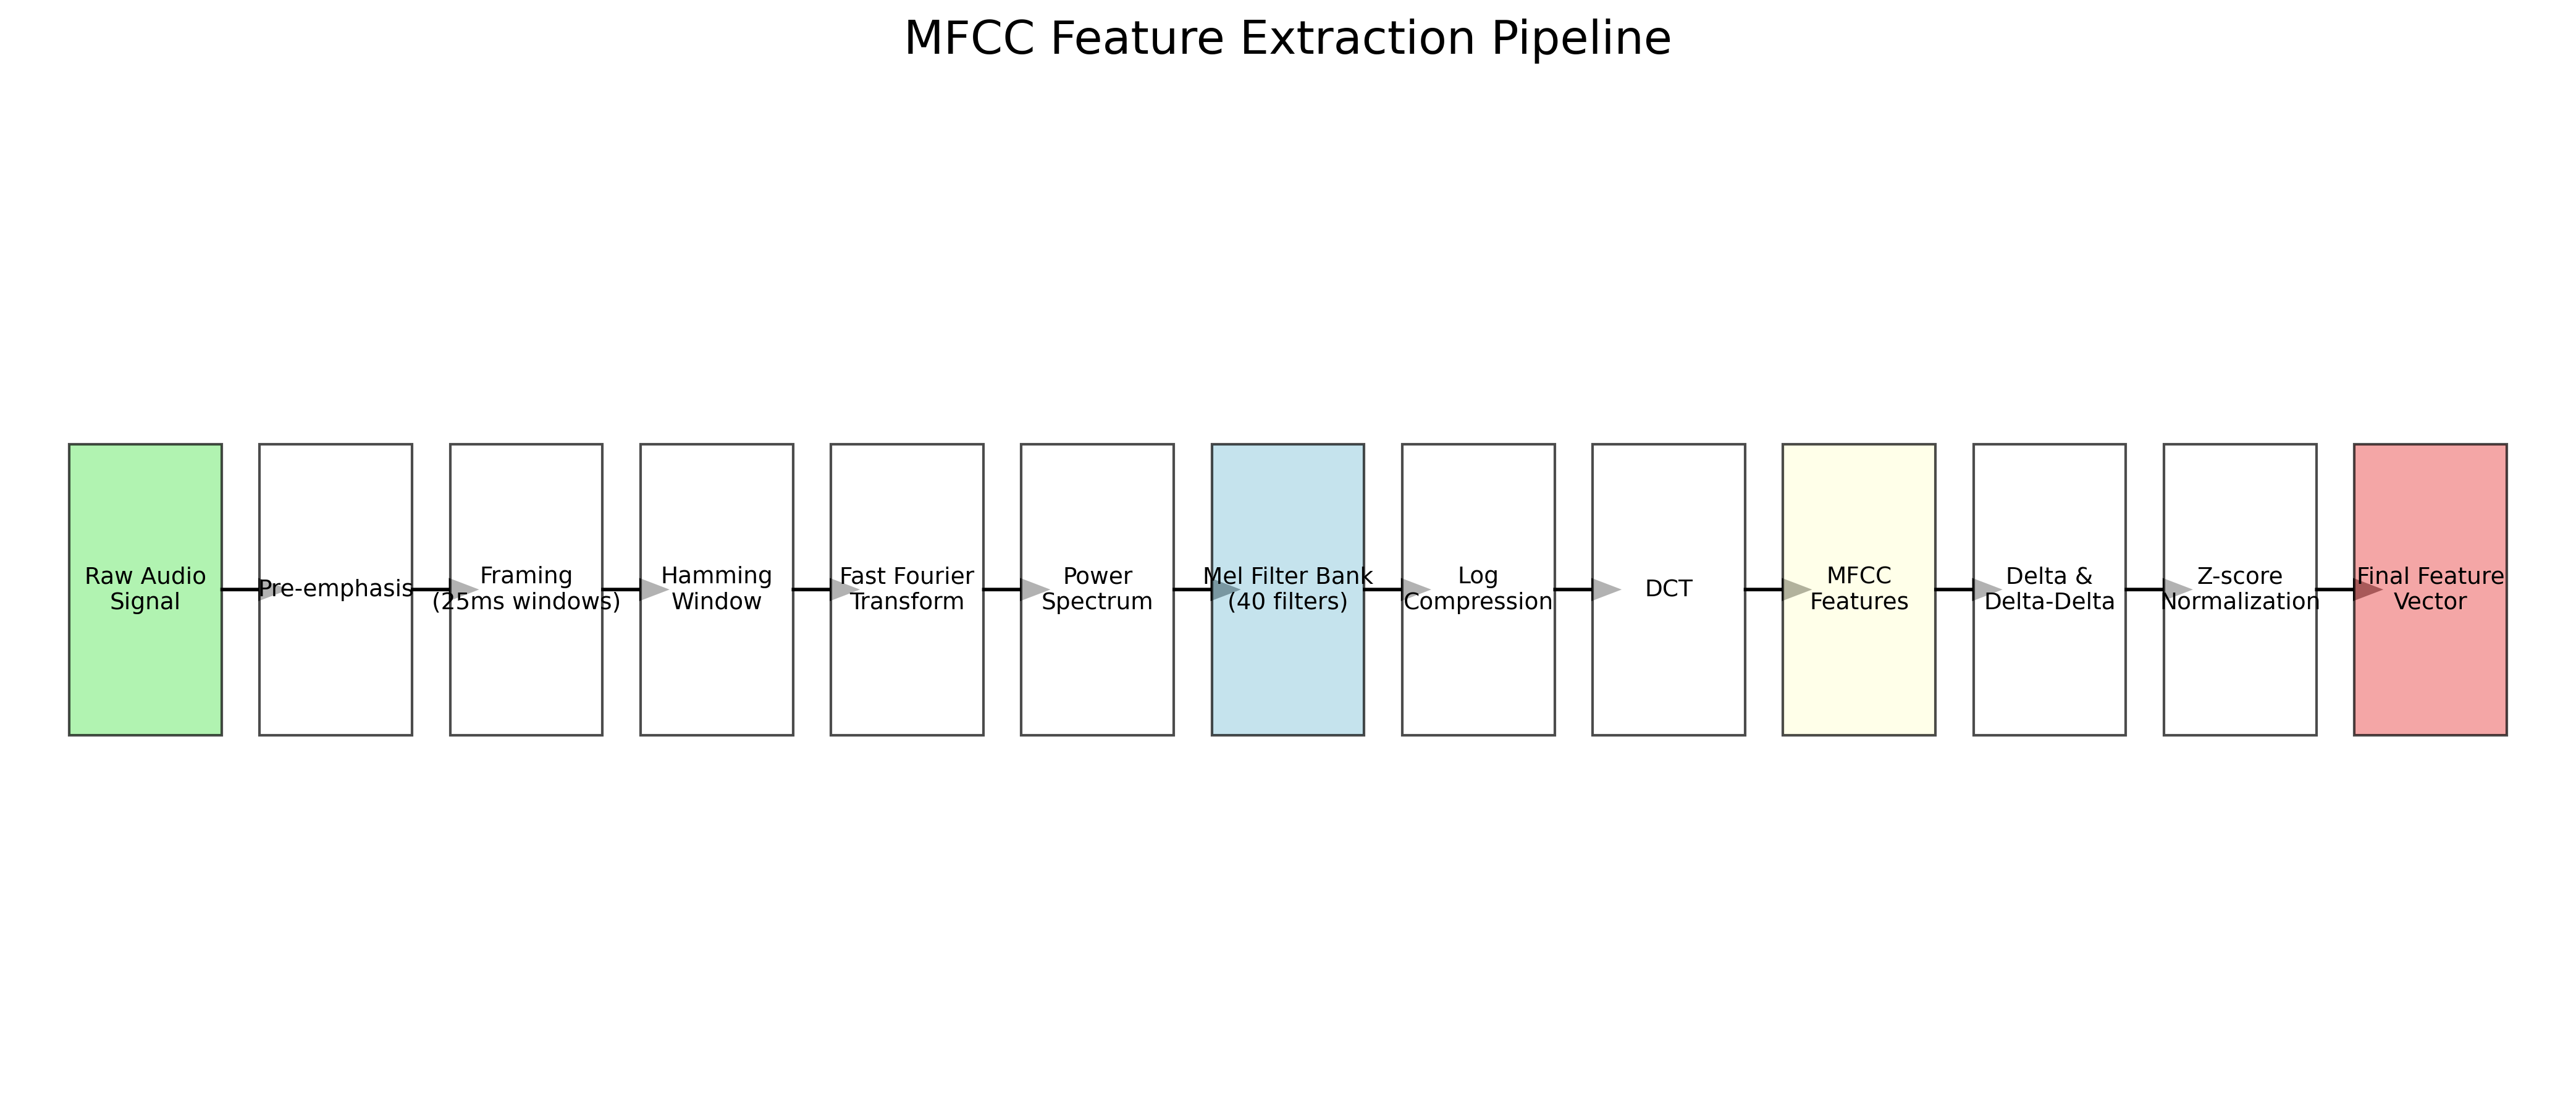 MFCC Feature Extraction Pipeline
Raw Audio
Signal
Pre-emphasis
Framing
(25ms windows)
Hamming
Window
Fast Fourier
Transform
Power
Spectrum
Mel Filter Bank
(40 filters)
Log
Compression
DCT
MFCC
Features
Delta &
Delta-Delta
Z-score
Normalization
Final Feature
Vector